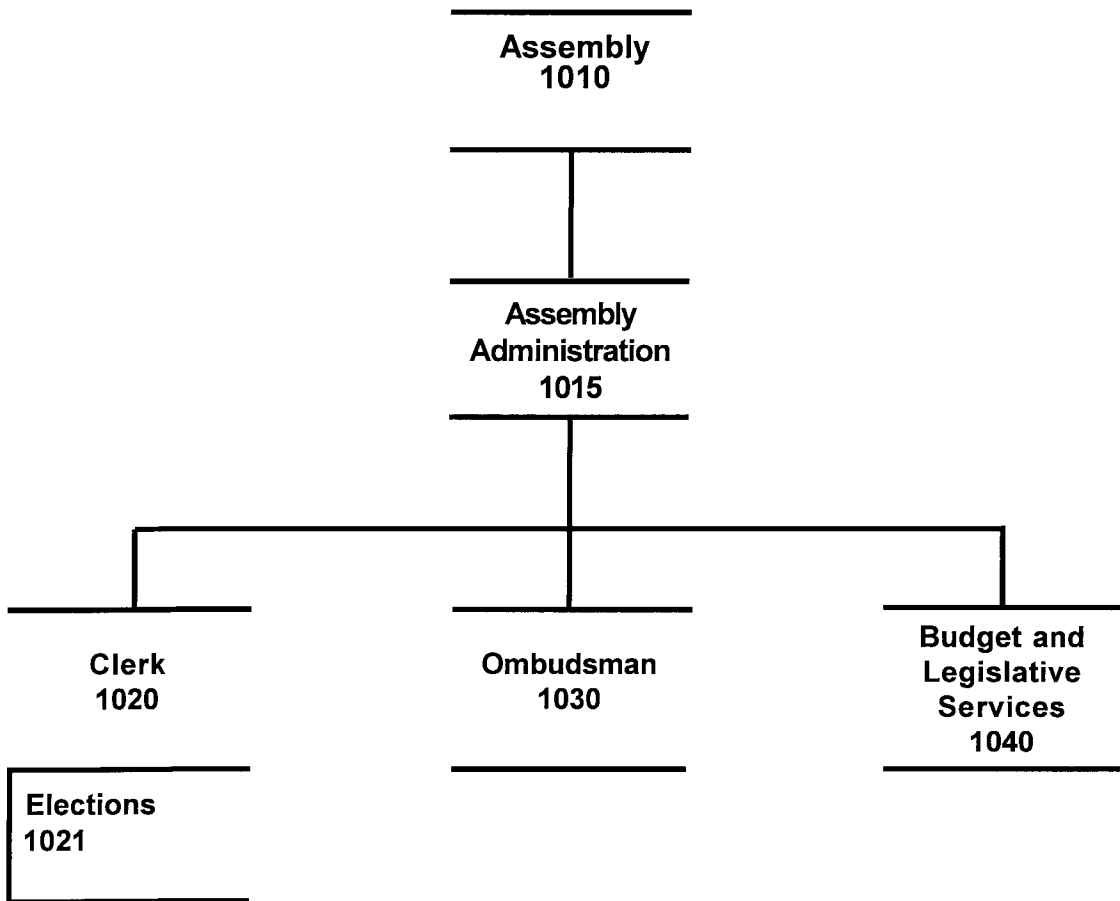 Assembly
1010
Assembly
Administration
1015
Clerk
1020
Ombudsman
1030
Budget and
Legislative
Services
1040
Elections
1021